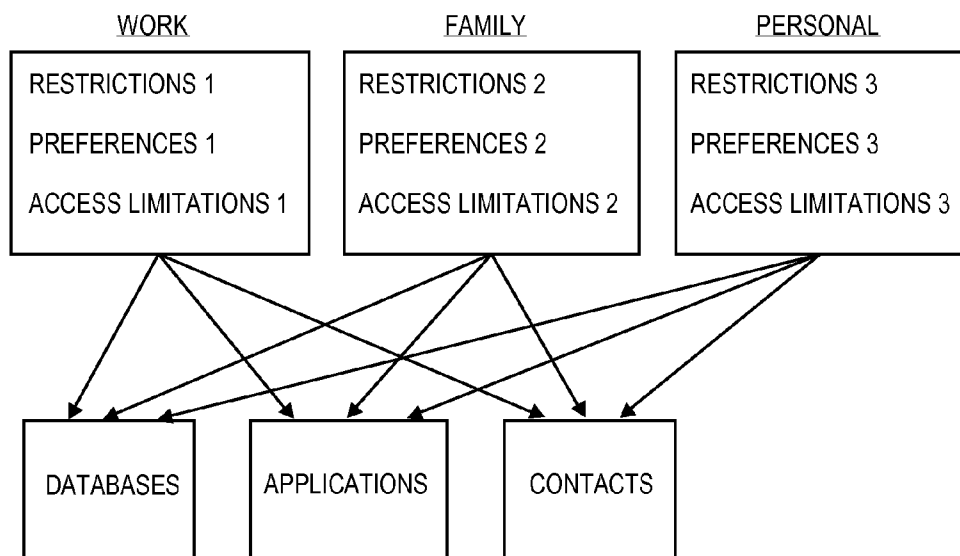 WORK
FAMILY
PERSONAL
RESTRICTIONS 1
PREFERENCES 1
ACCESS LIMITATIONS 1
RESTRICTIONS 2
PREFERENCES 2
ACCESS LIMITATIONS 2
RESTRICTIONS 3
PREFERENCES 3
ACCESS LIMITATIONS 3
DATABASES
APPLICATIONS
CONTACTS